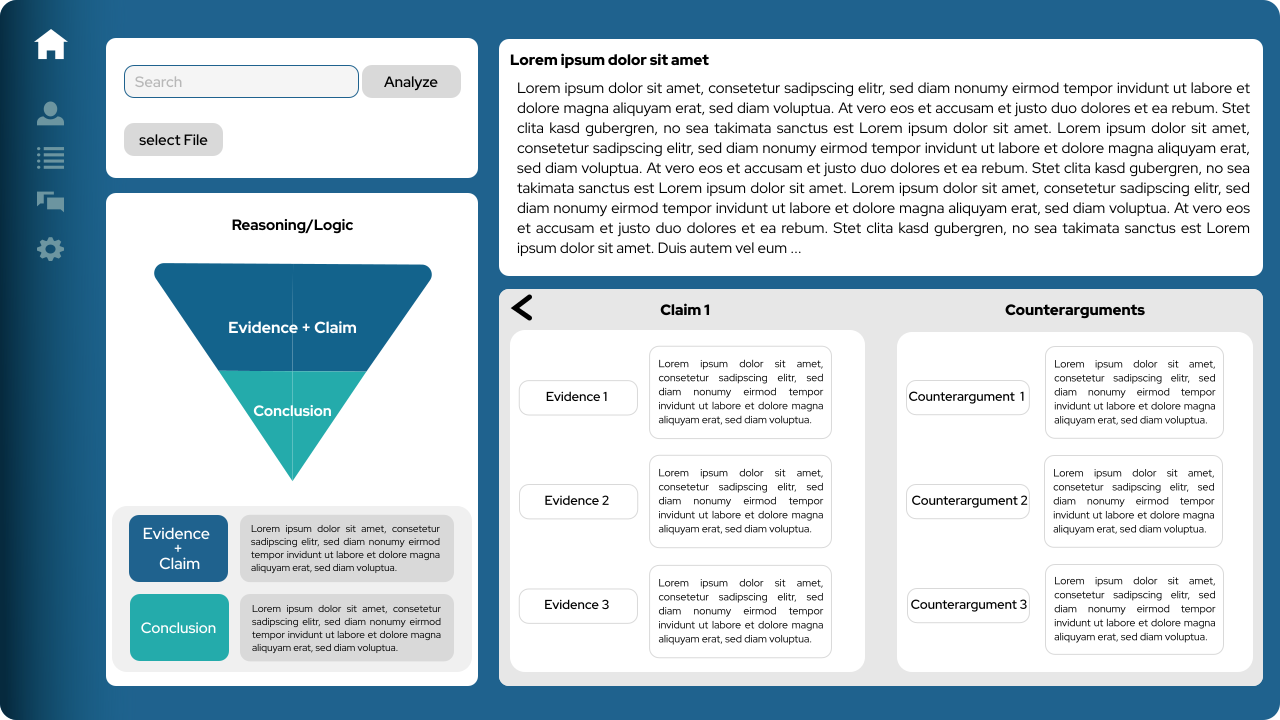 Search
Analyze
select File
Reasoning/Logic
Evidence + Claim
Conclusion
Evidence
+
Claim
Lorem ipsum dolor sit amet, consetetur
sadipscing elitr, sed diam nonumy eirmod
tempor invidunt ut labore et dolore magna
aliquyam erat, sed diam voluptua.
Conclusion
Lorem ipsum dolor sit amet, consetetur
sadipscing elitr, sed diam nonumy eirmod
tempor invidunt ut labore et dolore magna
aliquyam erat, sed diam voluptua.
Lorem ipsum dolor sit amet
Lorem ipsum dolor sit amet, consetetur sadipscing elitr, sed diam nonumy eirmod tempor invidunt ut labore et
dolore magna aliquyam erat, sed diam voluptua. At vero eos et accusam et justo duo dolores et ea rebum. Stet
clita kasd gubergren, no sea takimata sanctus est Lorem ipsum dolor sit amet. Lorem ipsum dolor sit amet,
consetetur sadipscing elitr, sed diam nonumy eirmod tempor invidunt ut labore et dolore magna aliquyam erat,
sed diam voluptua. At vero eos et accusam et justo duo dolores et ea rebum. Stet clita kasd gubergren, no sea
takimata sanctus est Lorem ipsum dolor sit amet. Lorem ipsum dolor sit amet, consetetur sadipscing elitr, sed
diam nonumy eirmod tempor invidunt ut labore et dolore magna aliquyam erat, sed diam voluptua. At vero eos
et accusam et justo duo dolores et ea rebum. Stet clita kasd gubergren, no sea takimata sanctus est Lorem
ipsum dolor sit amet. Duis autem vel eum ...
Claim 1
Evidence 1
Lorem ipsum dolor sit amet,
consetetur sadipscing elitr, sed
diam nonumy eirmod tempor
invidunt ut labore et dolore magna
aliquyam erat, sed diam voluptua.
Evidence 2
Lorem ipsum dolor sit amet,
consetetur sadipscing elitr, sed
diam nonumy eirmod tempor
invidunt ut labore et dolore magna
aliquyam erat, sed diam voluptua.
Evidence 3
Lorem ipsum dolor sit amet,
consetetur sadipscing elitr, sed
diam nonumy eirmod tempor
invidunt ut labore et dolore magna
aliquyam erat, sed diam voluptua.
Counterarguments
Counterargument 1
Lorem ipsum dolor sit amet,
consetetur sadipscing elitr, sed
diam nonumy eirmod tempor
invidunt ut labore et dolore magna
aliquyam erat, sed diam voluptua.
Counterargument 2
Lorem ipsum dolor sit amet,
consetetur sadipscing elitr, sed
diam nonumy eirmod tempor
invidunt ut labore et dolore magna
aliquyam erat, sed diam voluptua.
Counterargument 3
Lorem ipsum dolor sit amet,
consetetur sadipscing elitr, sed
diam nonumy eirmod tempor
invidunt ut labore et dolore magna
aliquyam erat, sed diam voluptua.